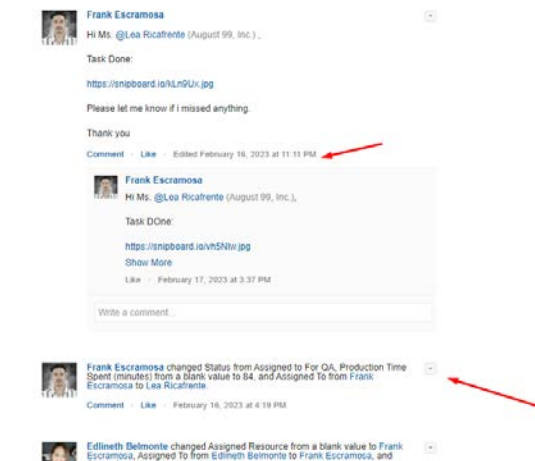 Frank Escramosa
Hi Ms. @Lea Ricafrente (August 99, Inc.) ,
Task Done:
https://snipboard.io/kLn9Ux.jpg
Please let me know if i missed anything.
Thank you
Comment · Like · Edited February 16, 2023 at 11:11 PM
Frank Escramosa
Hi Ms. @Lea Ricafrente (August 99, Inc.),
Task DOne:
https://snipboard.io/vh5NIw.jpg
Show More
Like · February 17, 2023 at 3:37 PM
Write a comment...
Frank Escramosa changed Status from Assigned to For QA, Production Time
Spent (minutes) from a blank value to 84, and Assigned To from Frank
Escramosa to Lea Ricafrente.
Comment · Like · February 16, 2023 at 4:19 PM
Edlineth Belmonte changed Assigned Resource from a blank value to Frank
Escramosa, Assigned To from Edlineth Belmonte to Frank Escramosa, and